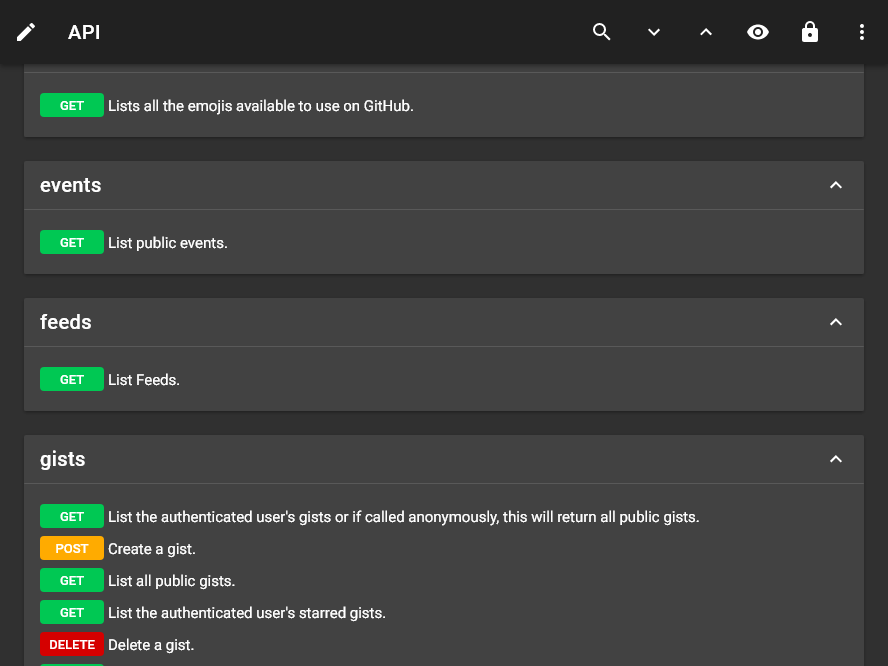 API
GET Lists all the emojis available to use on GitHub.
events
GET List public events.
feeds
GET List Feeds.
gists
GET List the authenticated user's gists or if called anonymously, this will return all public gists.
POST Create a gist.
GET List all public gists.
GET List the authenticated user's starred gists.
DELETE Delete a gist.